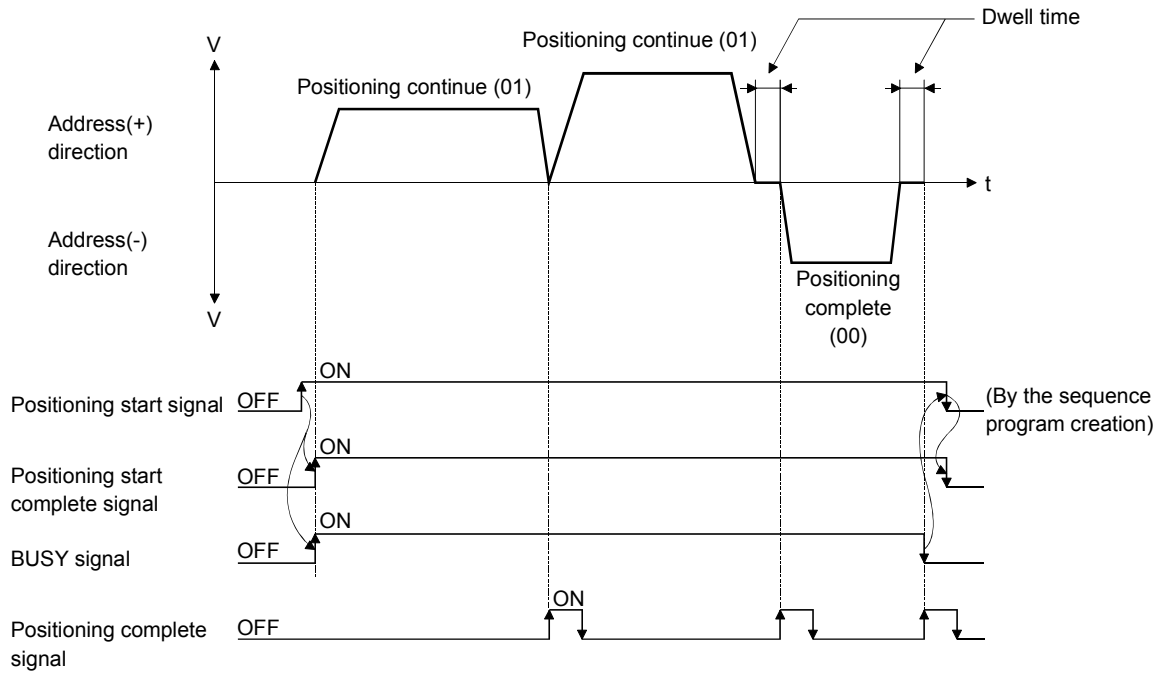 Dwell time
V
Positioning continue (01)
Positioning continue (01)
Address(+)
direction
t
Address(-)
direction
Positioning
complete
(00)
V
ON
Positioning start signal
OFF
(By the sequence
program creation)
ON
Positioning start
complete signal
OFF
ON
BUSY signal
OFF
ON
Positioning complete
signal
OFF